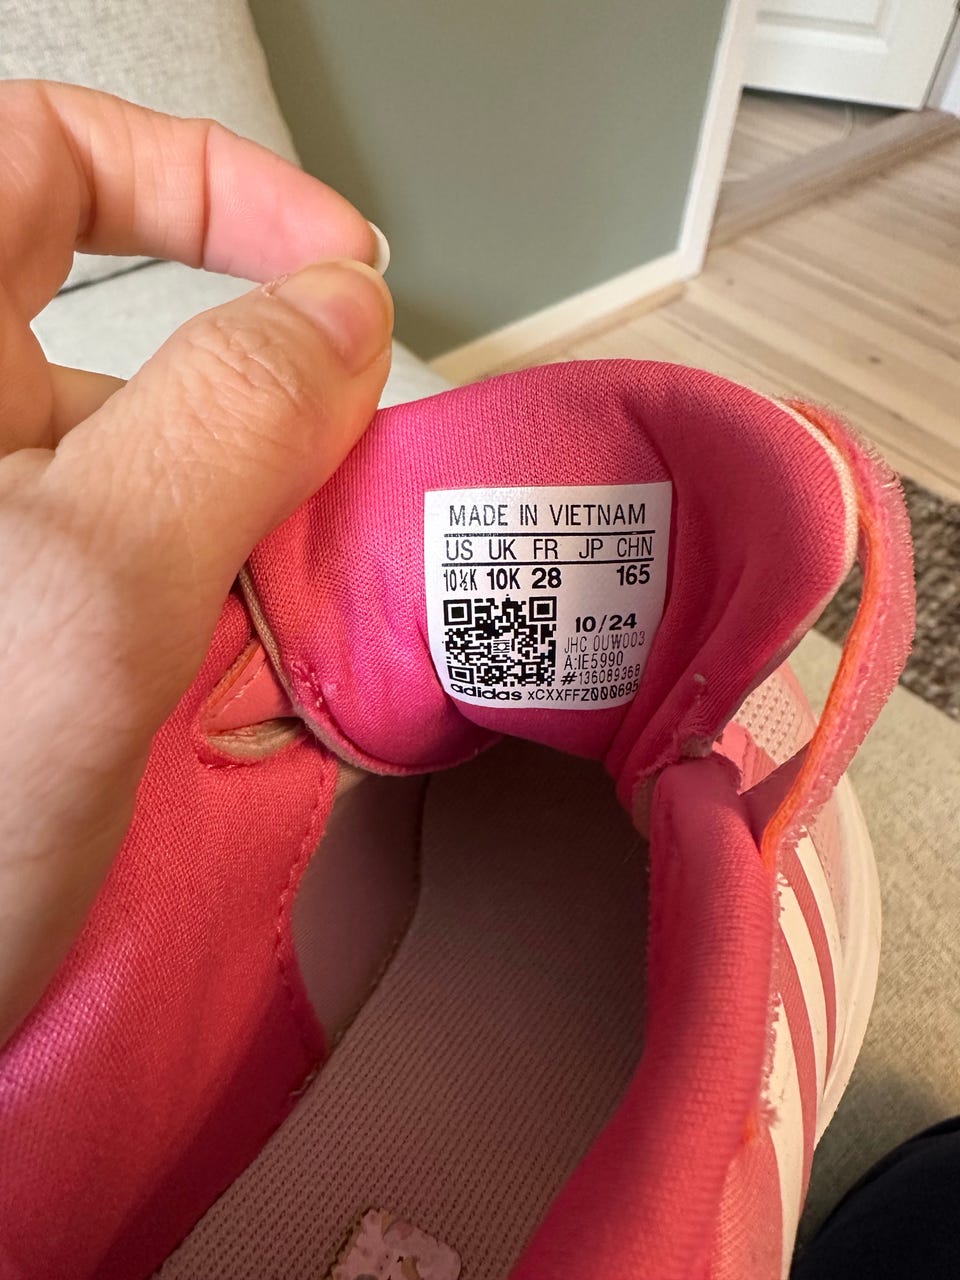 MADE IN VIETNAM
US UK FR JP CHN
10½K 10K 28 165
10/24
JHC 0UW003
A:IE5990
#136089368
adidas xCXXFFZ000695